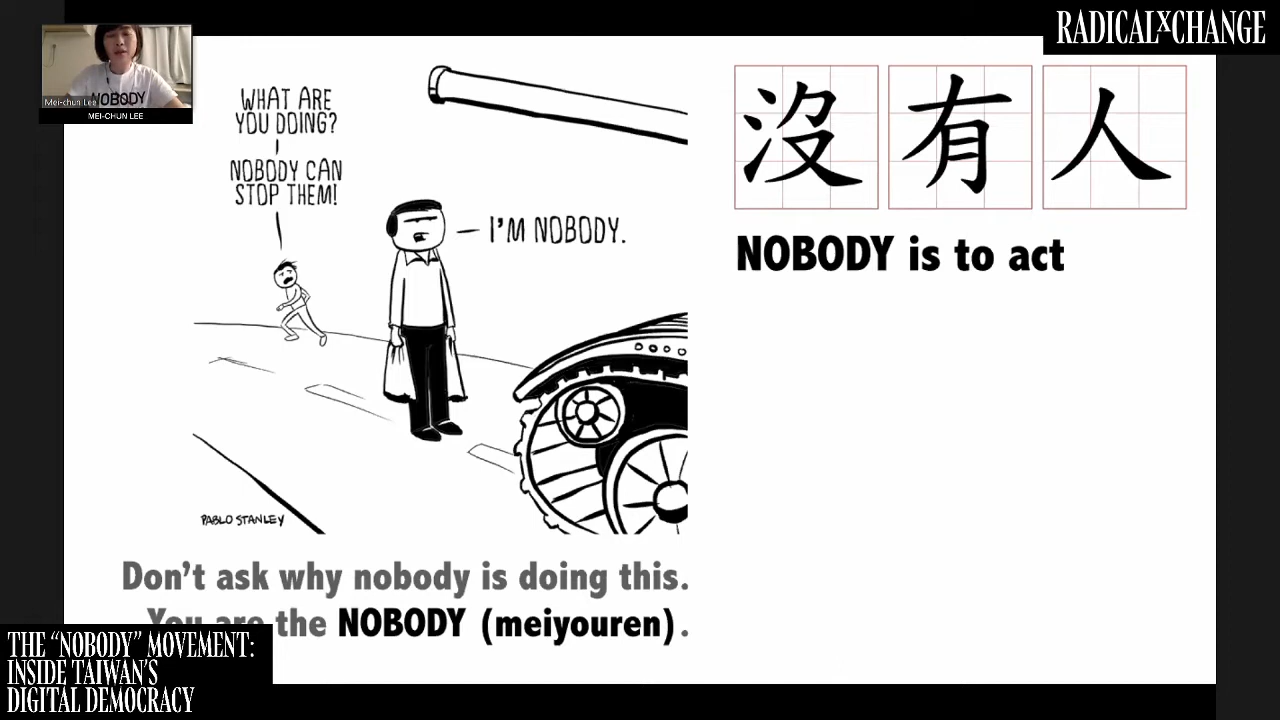 RADICALXCHANGE
NOBODY
Mei-chun Lee
MEI-CHUN LEE
WHAT ARE
YOU DOING?
NOBODY CAN
STOP THEM!
I'M NOBODY.
PABLO STANLEY
沒有人
NOBODY is to act
Don't ask why nobody is doing this.
You are the NOBODY (meiyouren).
THE “NOBODY” MOVEMENT:
INSIDE TAIWAN'S
DIGITAL DEMOCRACY